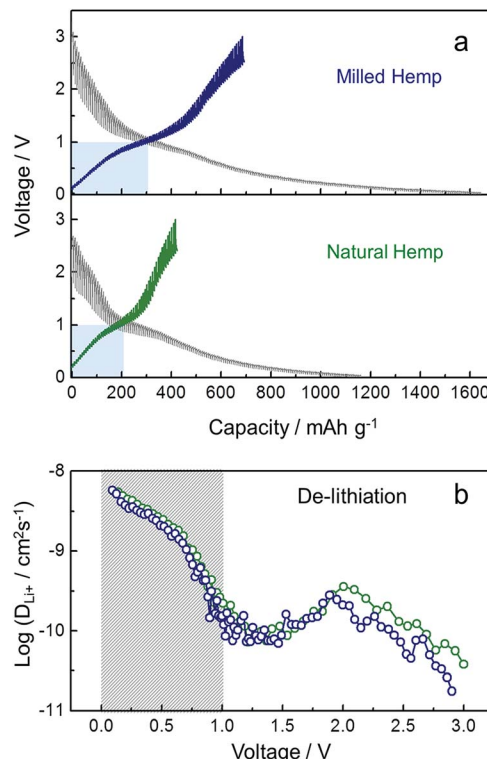 a
3
Milled Hemp
2
1
0
Voltage / V
3
Natural Hemp
2
1
0
0 200 400 600 800 1000 1200 1400 1600
Capacity / mAh g⁻¹
-8
b
De-lithiation
-9
-10
-11
Log (D_Li+ / cm²s⁻¹)
0.0 0.5 1.0 1.5 2.0 2.5 3.0
Voltage / V